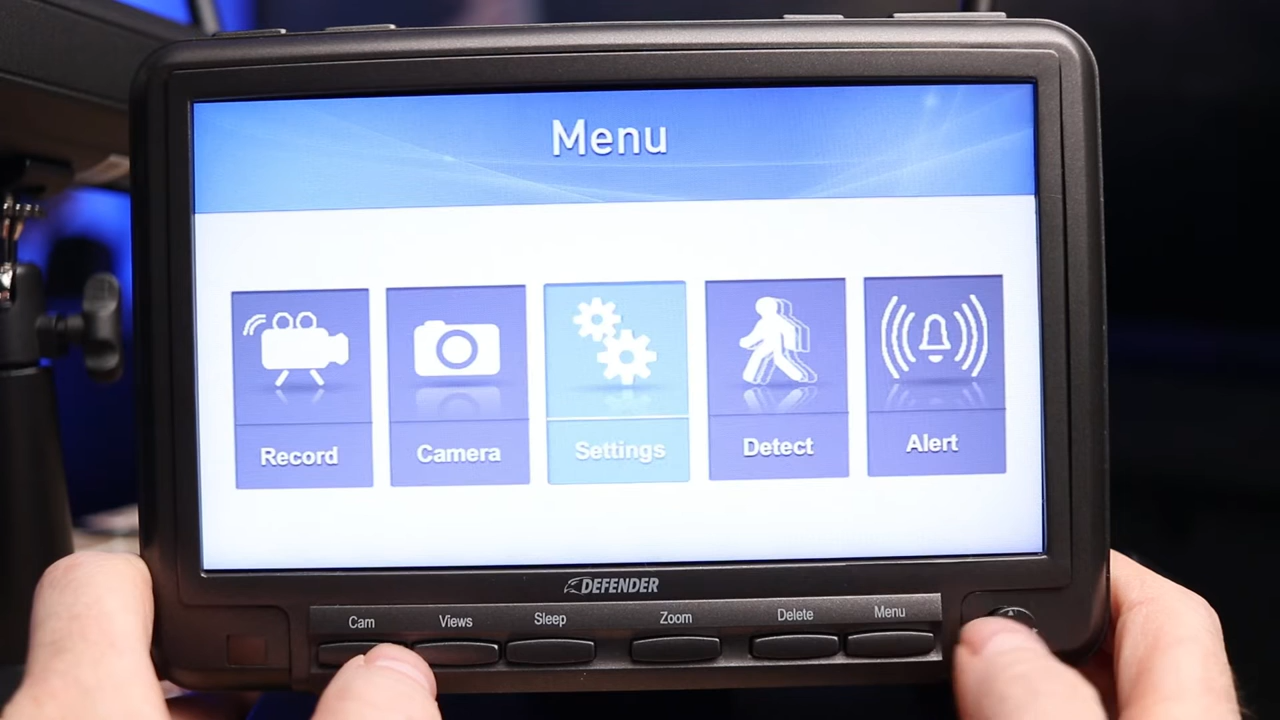 Menu
Record
Camera
Settings
Detect
Alert
DEFENDER
Cam
Views
Sleep
Zoom
Delete
Menu